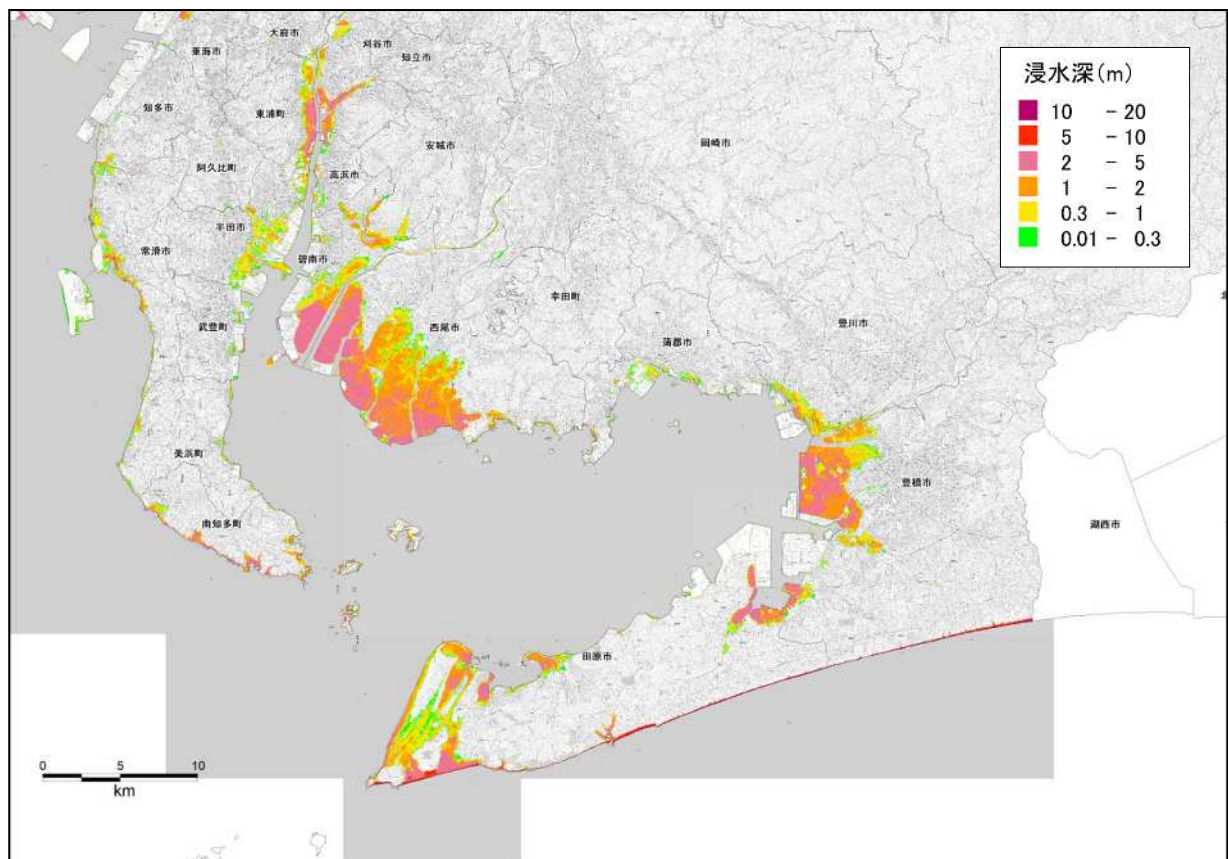 浸水深(m)
10 - 20
5 - 10
2 - 5
1 - 2
0.3 - 1
0.01 - 0.3
大府市
東海市
刈谷市
知立市
知多市
東浦町
安城市
岡崎市
阿久比町
高浜市
半田市
常滑市
碧南市
幸田町
武豊町
西尾市
豊川市
蒲郡市
美浜町
豊橋市
南知多町
湖西市
田原市
0 5 10
km